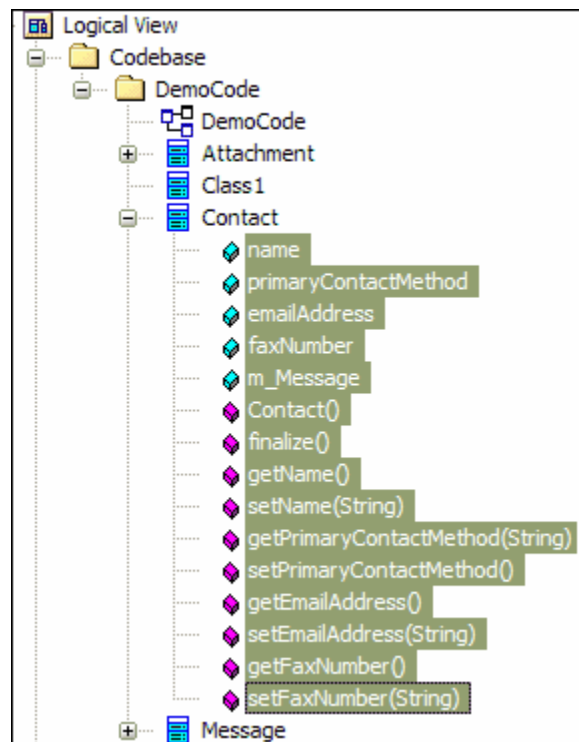 Logical View
Codebase
DemoCode
DemoCode
Attachment
Class1
Contact
name
primaryContactMethod
emailAddress
faxNumber
m_Message
Contact()
finalize()
getName()
setName(String)
getPrimaryContactMethod(String)
setPrimaryContactMethod()
getEmailAddress()
setEmailAddress(String)
getFaxNumber()
setFaxNumber(String)
Message